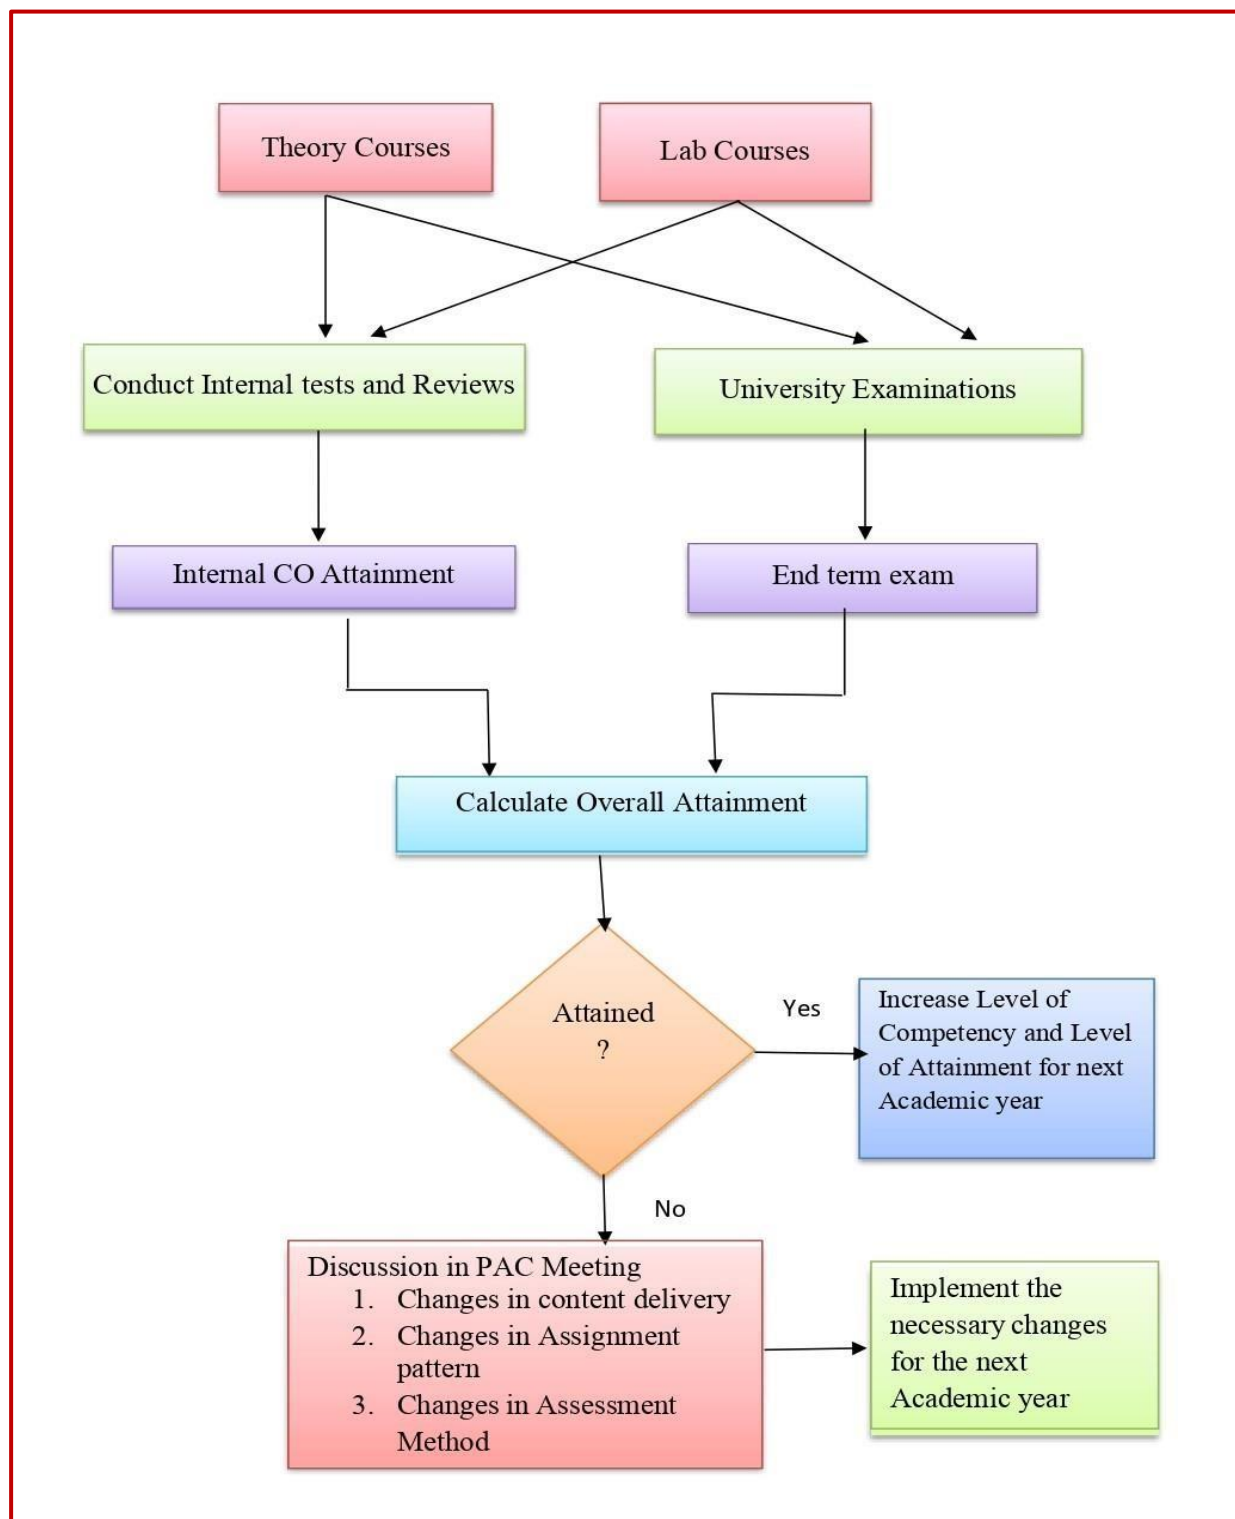 Theory Courses
Lab Courses
Conduct Internal tests and Reviews
University Examinations
Internal CO Attainment
End term exam
Calculate Overall Attainment
Attained
?
Yes
Increase Level of
Competency and Level
of Attainment for next
Academic year
No
Discussion in PAC Meeting
1. Changes in content delivery
2. Changes in Assignment
pattern
3. Changes in Assessment
Method
Implement the
necessary changes
for the next
Academic year